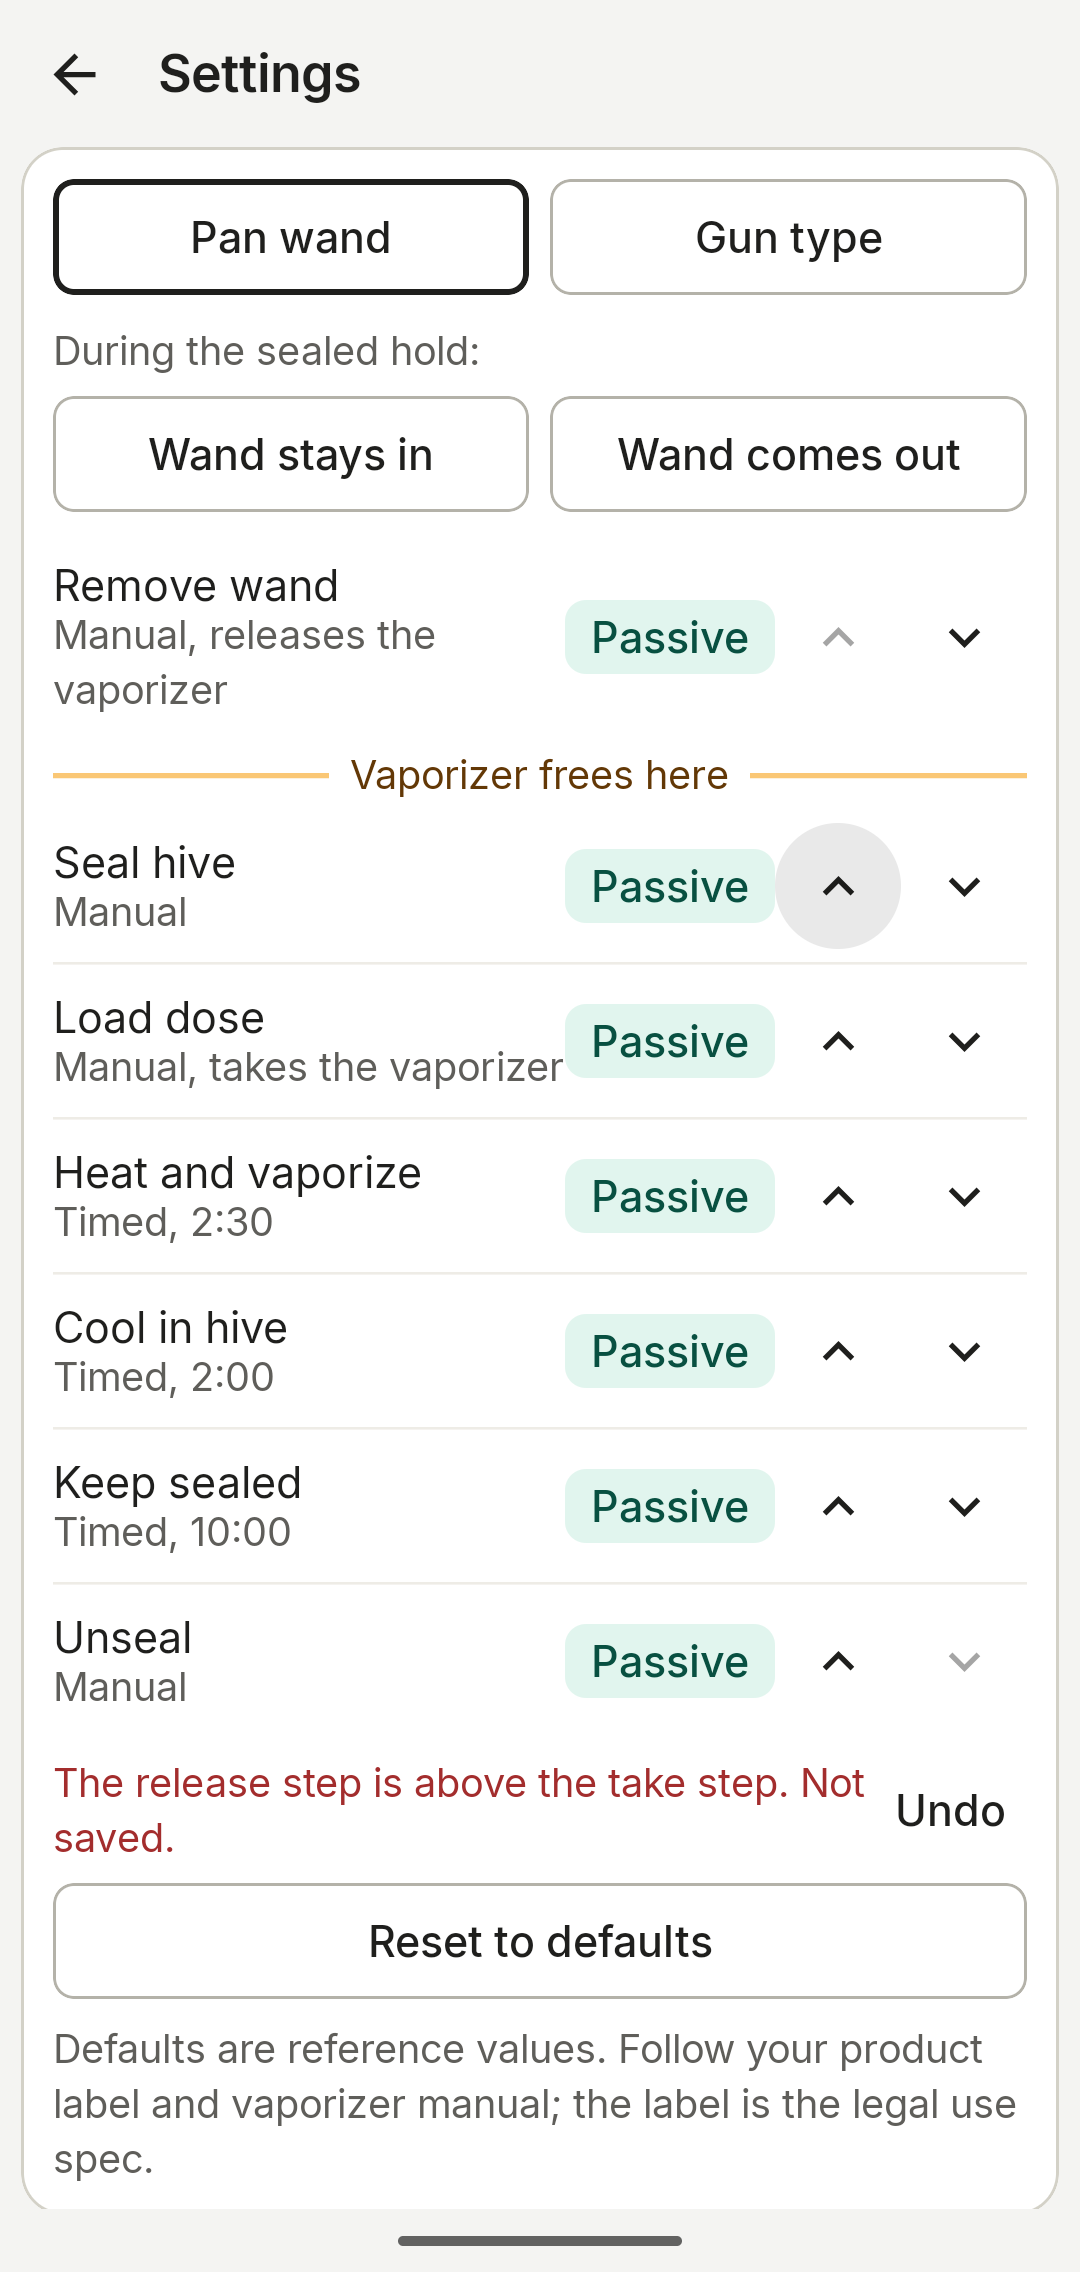 Settings
Pan wand
Gun type
During the sealed hold:
Wand stays in
Wand comes out
Remove wand
Manual, releases the
vaporizer
Passive
Vaporizer frees here
Seal hive
Manual
Passive
Load dose
Manual, takes the vaporizer
Passive
Heat and vaporize
Timed, 2:30
Passive
Cool in hive
Timed, 2:00
Passive
Keep sealed
Timed, 10:00
Passive
Unseal
Manual
Passive
The release step is above the take step. Not
saved.
Undo
Reset to defaults
Defaults are reference values. Follow your product
label and vaporizer manual; the label is the legal use
spec.